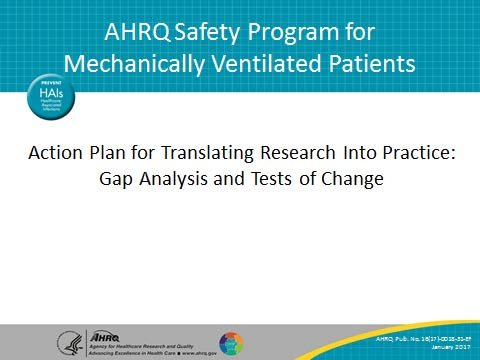 AHRQ Safety Program for
Mechanically Ventilated Patients
PREVENT
HAIs
Healthcare
Associated
Infections
Action Plan for Translating Research Into Practice:
Gap Analysis and Tests of Change
AHRQ
Agency for Healthcare Research and Quality
Advancing Excellence in Health Care ■ www.ahrq.gov
AHRQ Pub. No. 16(17)-0018-31-EF
January 2017